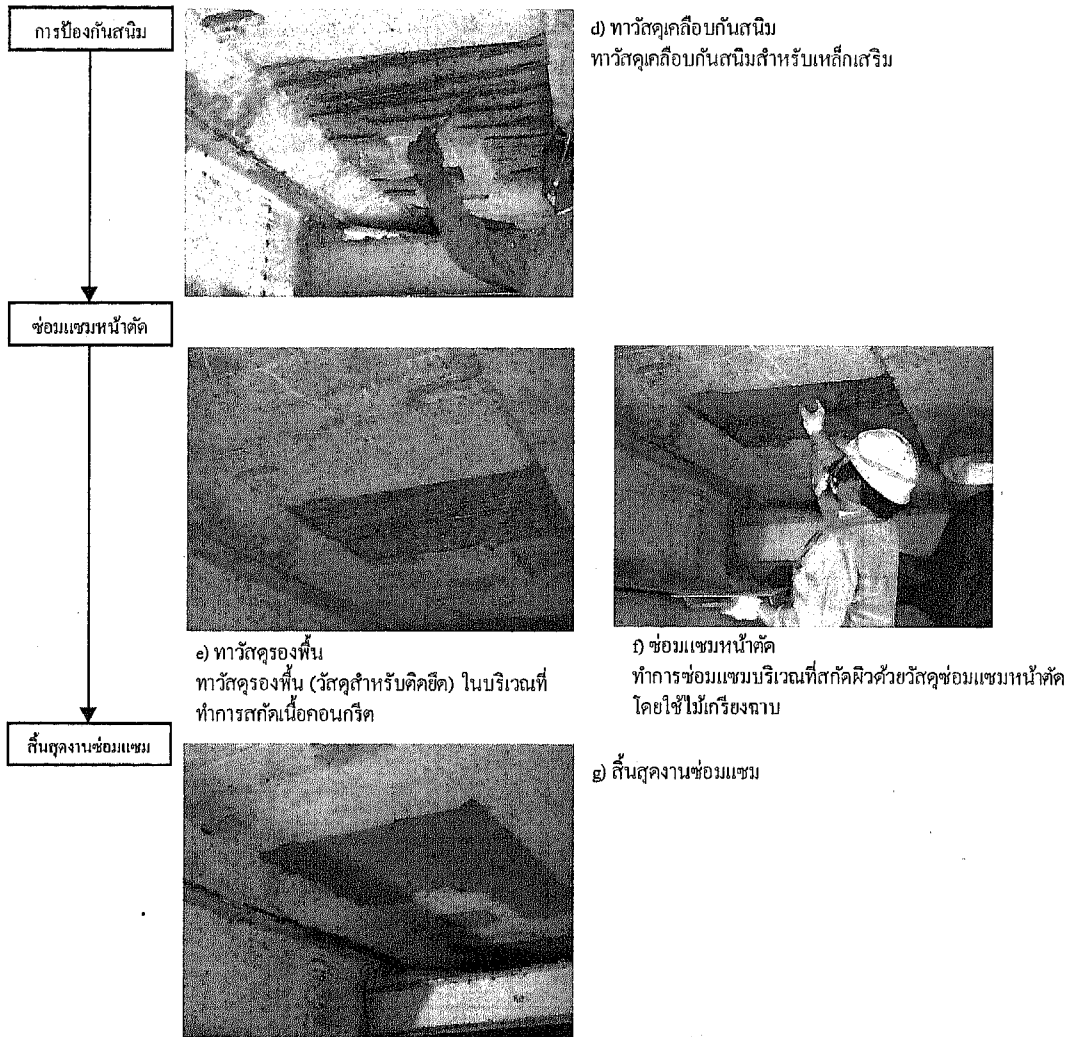 การป้องกันสนิม
d) ทาวัสดุเคลือบกันสนิม
ทาวัสดุเคลือบกันสนิมสำหรับเหล็กเสริม
ซ่อมแซมหน้าตัด
e) ทาวัสดุรองพื้น
ทาวัสดุรองพื้น (วัสดุสำหรับติดยึด) ในบริเวณที่
ทำการสกัดเนื้อคอนกรีต
f) ซ่อมแซมหน้าตัด
ทำการซ่อมแซมบริเวณที่สกัดผิวด้วยวัสดุซ่อมแซมหน้าตัด
โดยใช้ไม้เกรียงฉาบ
สิ้นสุดงานซ่อมแซม
g) สิ้นสุดงานซ่อมแซม